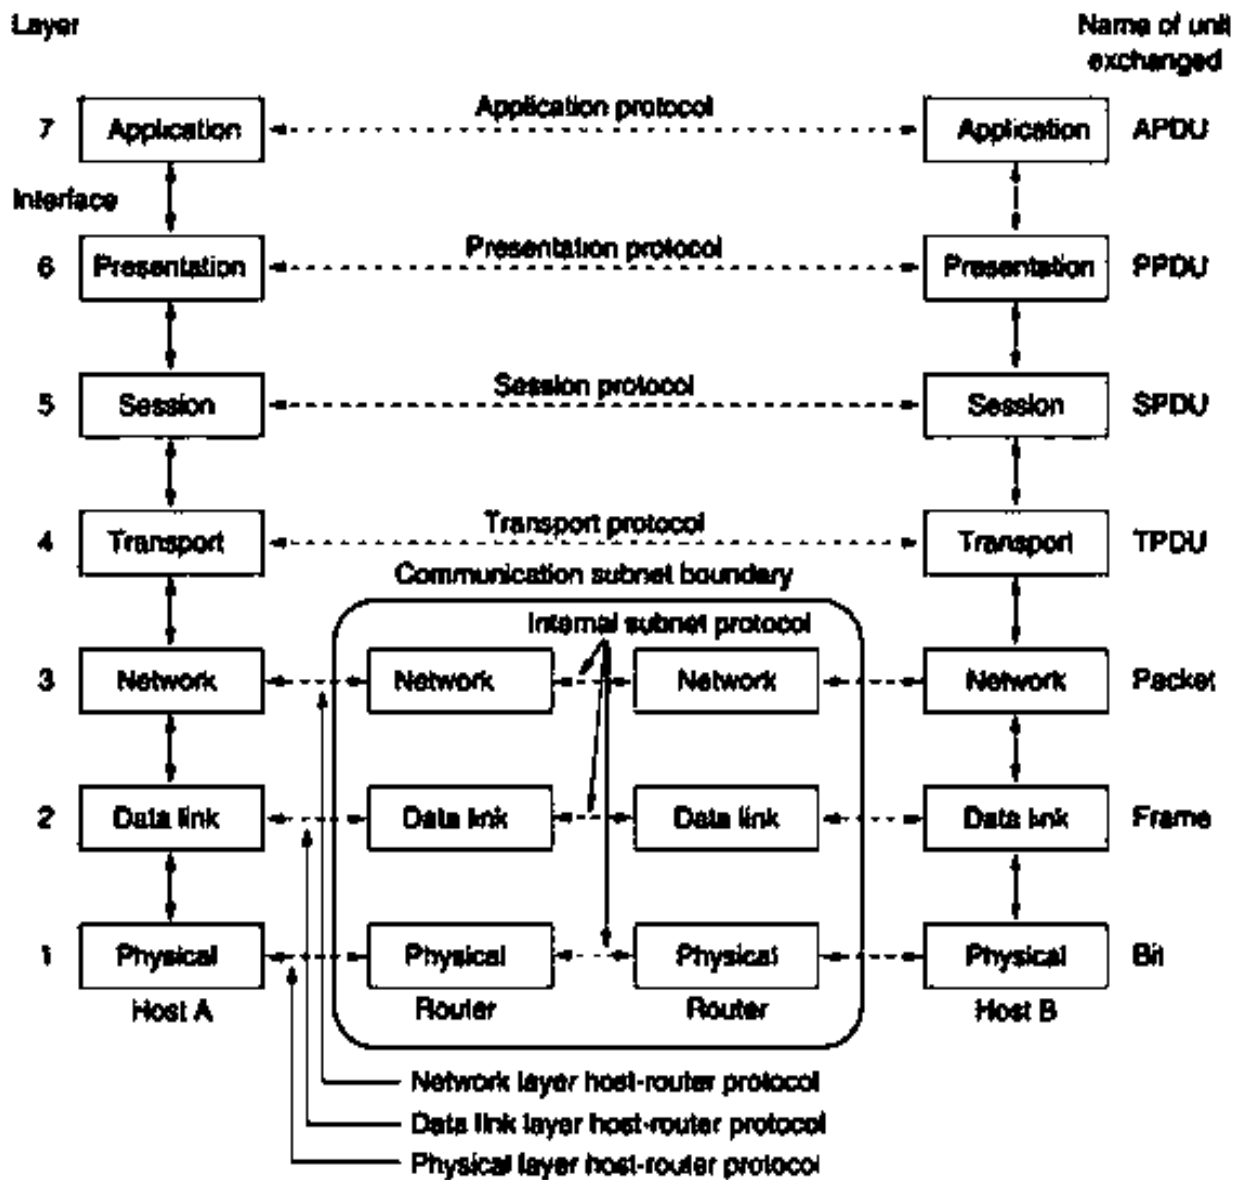 Layer
Name of unit
exchanged
Application protocol
7 Application Application APDU
Interface
Presentation protocol
6 Presentation Presentation PPDU
Session protocol
5 Session Session SPDU
Transport protocol
4 Transport Transport TPDU
Communication subnet boundary
Internal subnet protocol
3 Network Network Network Network Packet
2 Data link Data link Data link Data link Frame
1 Physical Physical Physical Physical Bit
Host A Router Router Host B
Network layer host-router protocol
Data link layer host-router protocol
Physical layer host-router protocol